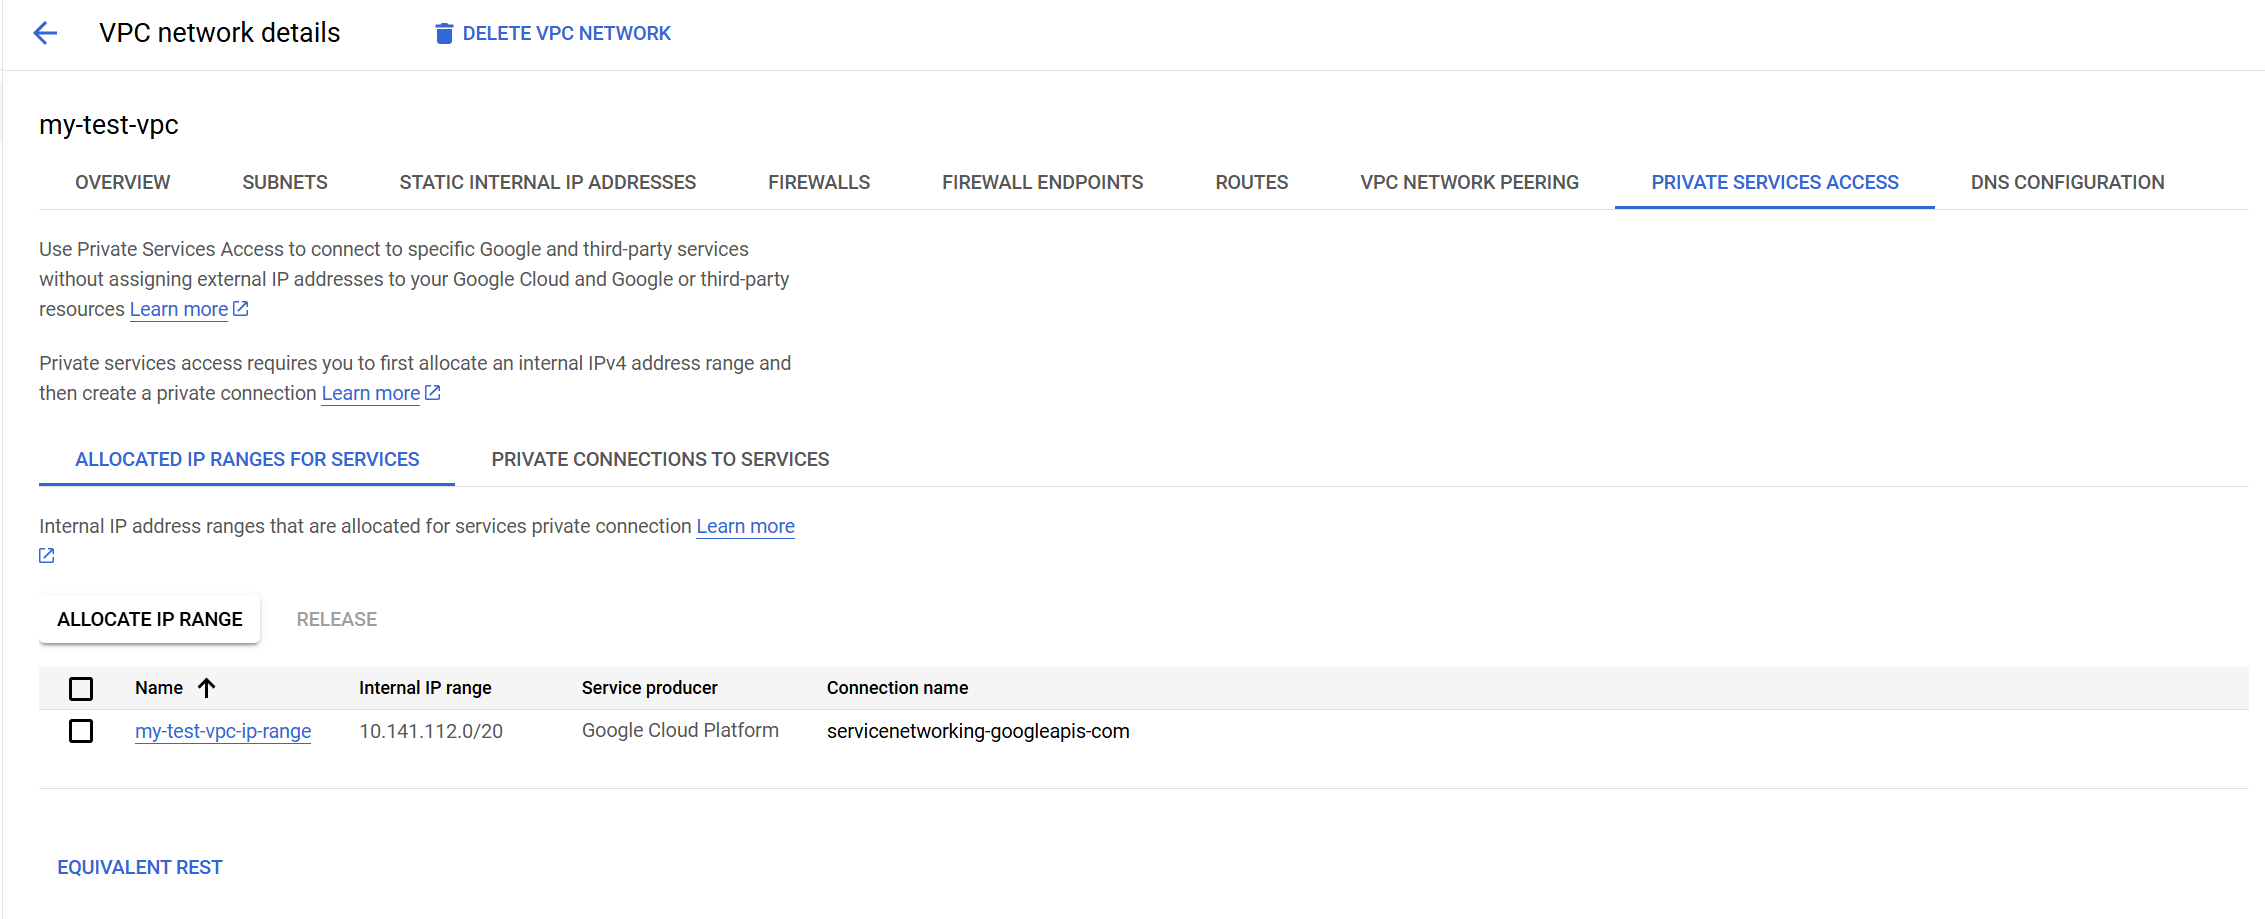 VPC network details
DELETE VPC NETWORK
my-test-vpc
OVERVIEW
SUBNETS
STATIC INTERNAL IP ADDRESSES
FIREWALLS
FIREWALL ENDPOINTS
ROUTES
VPC NETWORK PEERING
PRIVATE SERVICES ACCESS
DNS CONFIGURATION
Use Private Services Access to connect to specific Google and third-party services
without assigning external IP addresses to your Google Cloud and Google or third-party
resources Learn more
Private services access requires you to first allocate an internal IPv4 address range and
then create a private connection Learn more
ALLOCATED IP RANGES FOR SERVICES
PRIVATE CONNECTIONS TO SERVICES
Internal IP address ranges that are allocated for services private connection Learn more
ALLOCATE IP RANGE
RELEASE
Name
Internal IP range
Service producer
Connection name
my-test-vpc-ip-range
10.141.112.0/20
Google Cloud Platform
servicenetworking-googleapis-com
EQUIVALENT REST